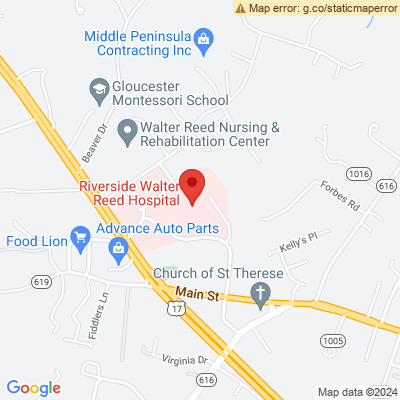 Map error: g.co/staticmaperror
Middle Peninsula
Contracting Inc
Gloucester
Montessori School
Beaver Dr
Walter Reed Nursing &
Rehabilitation Center
1016
616
Riverside Walter
Reed Hospital
Forbes Rd
Advance Auto Parts
Food Lion
Kelly's Pl
Church of St Therese
619
Main St
Fiddlers Ln
17
1005
Virginia Dr
616
Google
Map data ©2024